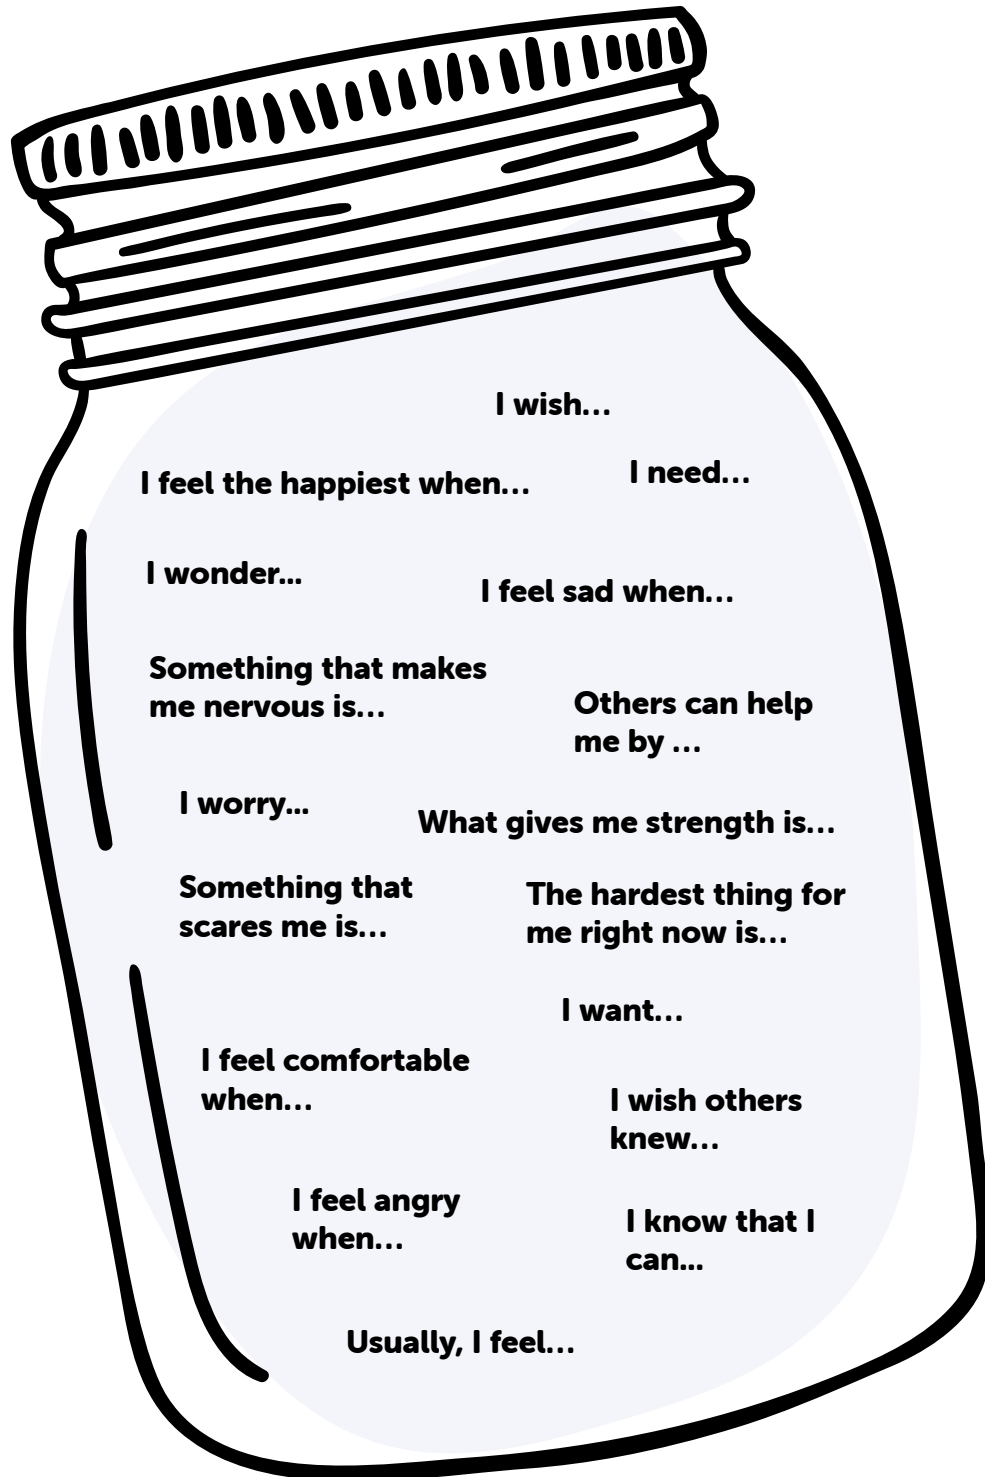 I wish…
I feel the happiest when…
I need…
I wonder...
I feel sad when…
Something that makes
me nervous is…
Others can help
me by …
I worry...
What gives me strength is…
Something that
scares me is…
The hardest thing for
me right now is…
I want…
I feel comfortable
when…
I wish others
knew…
I feel angry
when…
I know that I
can...
Usually, I feel…